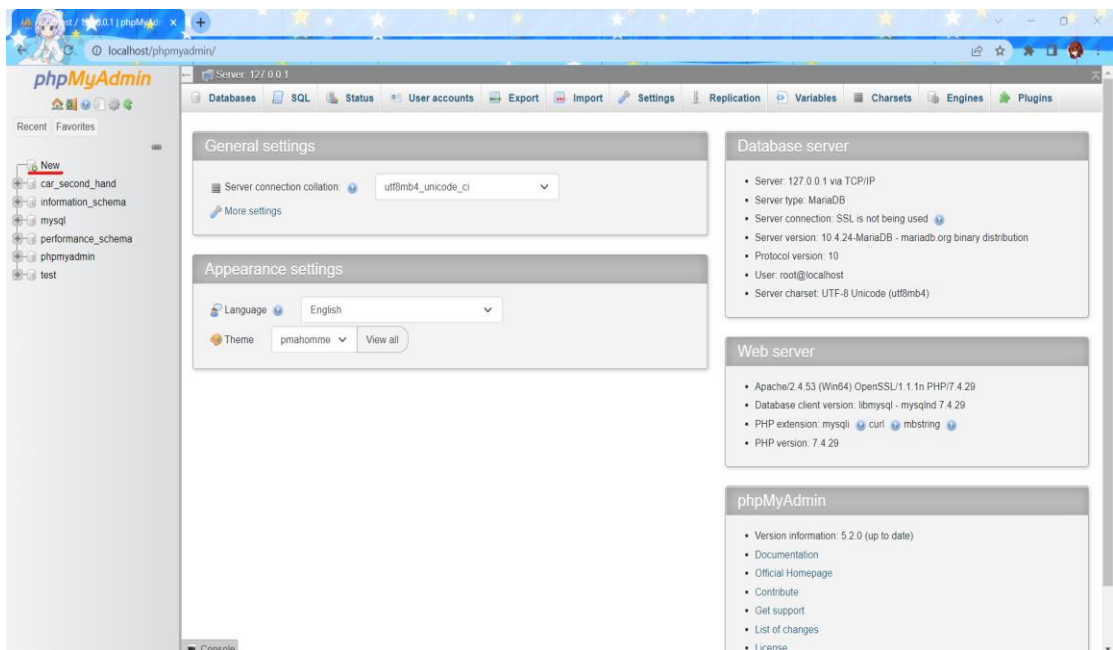 0.0.1 | phpMyAd
localhost/phpmyadmin/
phpMyAdmin
Recent Favorites
New
car_second_hand
information_schema
mysql
performance_schema
phpmyadmin
test
Server: 127.0.0.1
Databases SQL Status User accounts Export Import Settings Replication Variables Charsets Engines Plugins
General settings
Server connection collation: utf8mb4_unicode_ci
More settings
Appearance settings
Language English
Theme pmahomme View all
Console
Database server
Server: 127.0.0.1 via TCP/IP
Server type: MariaDB
Server connection: SSL is not being used
Server version: 10.4.24-MariaDB - mariadb.org binary distribution
Protocol version: 10
User: root@localhost
Server charset: UTF-8 Unicode (utf8mb4)
Web server
Apache/2.4.53 (Win64) OpenSSL/1.1.1n PHP/7.4.29
Database client version: libmysql - mysqlnd 7.4.29
PHP extension: mysqli curl mbstring
PHP version: 7.4.29
phpMyAdmin
Version information: 5.2.0 (up to date)
Documentation
Official Homepage
Contribute
Get support
List of changes
License